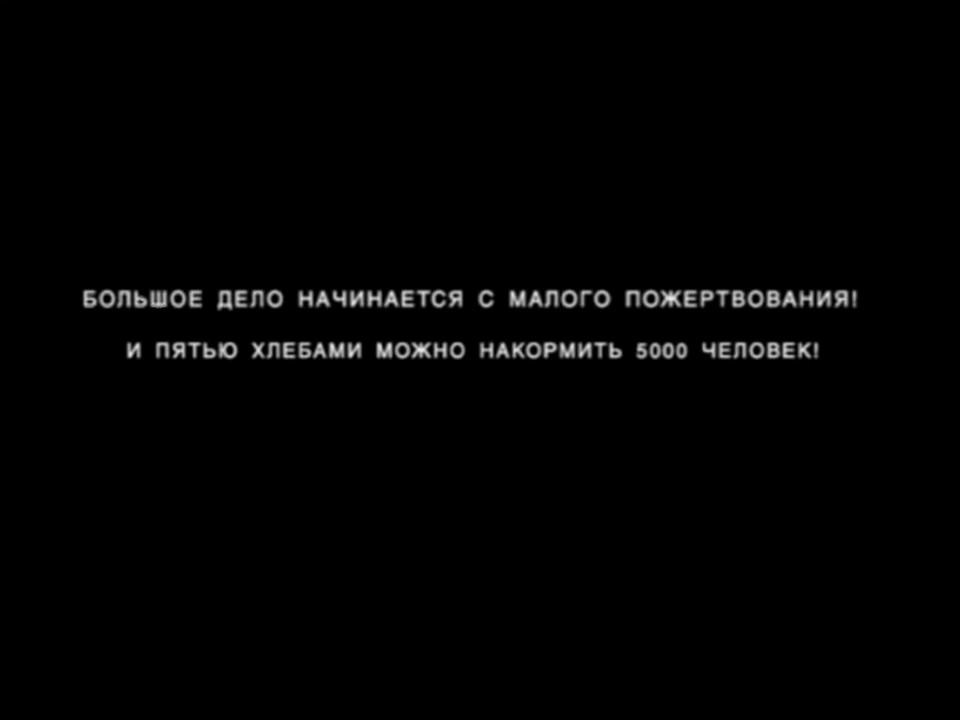 БОЛЬШОЕ ДЕЛО НАЧИНАЕТСЯ С МАЛОГО ПОЖЕРТВОВАНИЯ!
И ПЯТЬЮ ХЛЕБАМИ МОЖНО НАКОРМИТЬ 5000 ЧЕЛОВЕК!